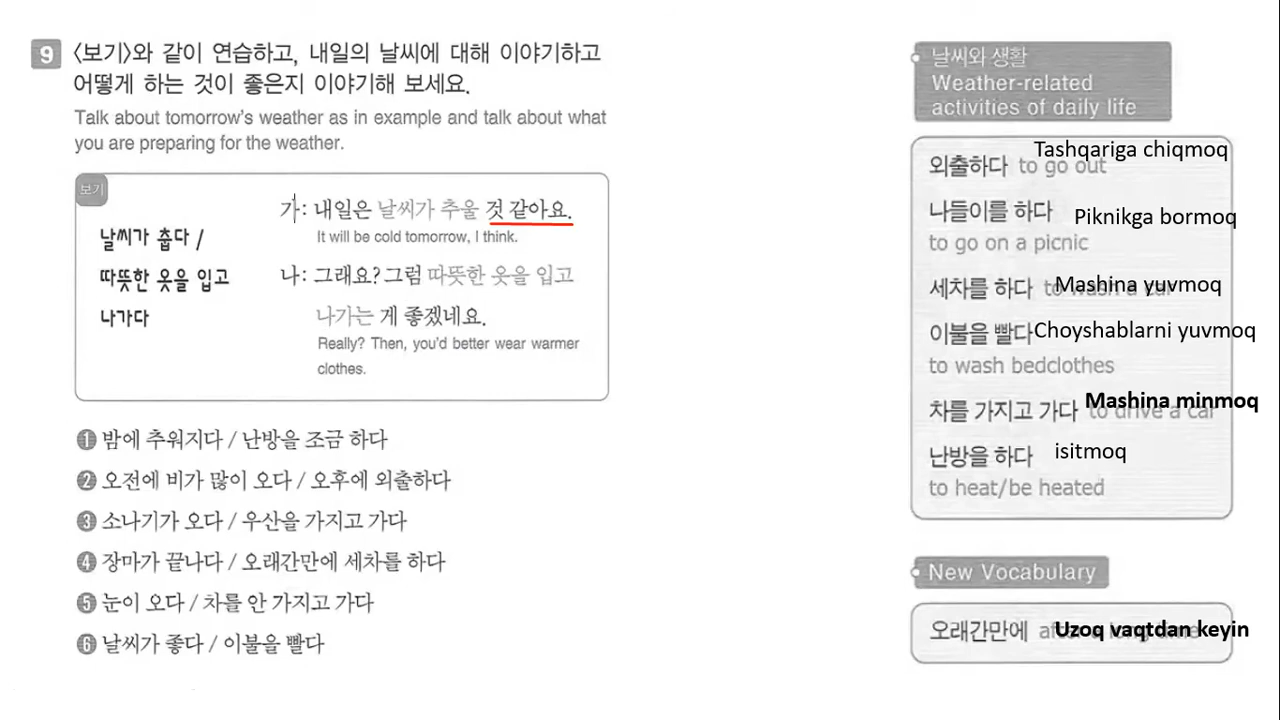 9 〈보기〉와 같이 연습하고, 내일의 날씨에 대해 이야기하고
어떻게 하는 것이 좋은지 이야기해 보세요.
Talk about tomorrow's weather as in example and talk about what
you are preparing for the weather.
보기
날씨가 춥다 /
따뜻한 옷을 입고
나가다
가: 내일은 날씨가 추울 것 같아요.
It will be cold tomorrow, I think.
나: 그래요? 그럼 따뜻한 옷을 입고
나가는 게 좋겠네요.
Really? Then, you'd better wear warmer
clothes.
1 밤에 추워지다 / 난방을 조금 하다
2 오전에 비가 많이 오다 / 오후에 외출하다
3 소나기가 오다 / 우산을 가지고 가다
4 장마가 끝나다 / 오래간만에 세차를 하다
5 눈이 오다 / 차를 안 가지고 가다
6 날씨가 좋다 / 이불을 빨다
날씨와 생활
Weather-related
activities of daily life
Tashqariga chiqmoq
외출하다 to go out
나들이를 하다 Piknikga bormoq
to go on a picnic
세차를 하다 to wash a car Mashina yuvmoq
이불을 빨다 Choyshablarni yuvmoq
to wash bedclothes
Mashina minmoq
차를 가지고 가다 to drive a car
난방을 하다 isitmoq
to heat/be heated
New Vocabulary
오래간만에 Uzoq vaqtdan keyin